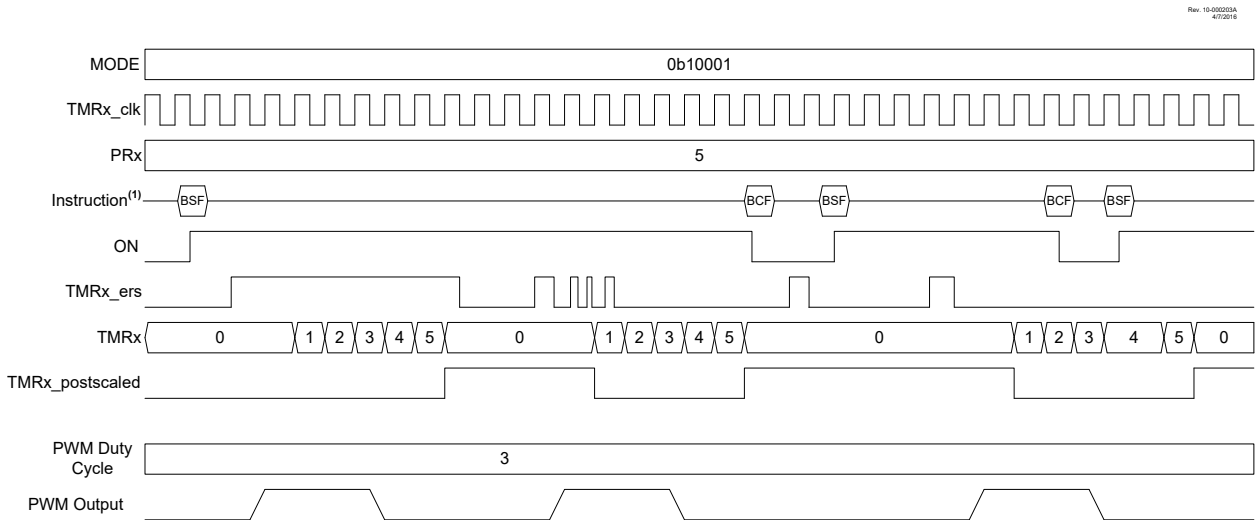 Rev. 10-000203A
4/7/2016
MODE 0b10001
TMRx_clk
PRx 5
Instruction(1) BSF BCF BSF BCF BSF
ON
TMRx_ers
TMRx 0 1 2 3 4 5 0 1 2 3 4 5 0 1 2 3 4 5 0
TMRx_postscaled
PWM Duty
Cycle 3
PWM Output